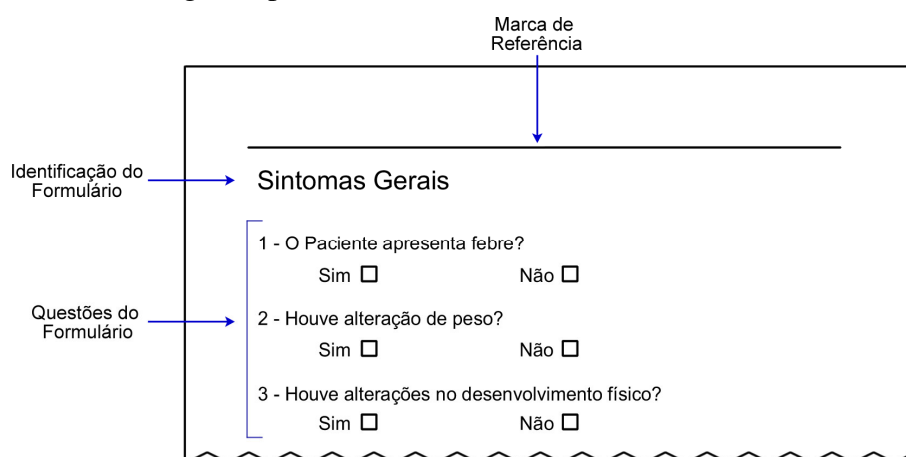 Marca de
Referência
Identificação do
Formulário
Sintomas Gerais
1 - O Paciente apresenta febre?
Sim Não
Questões do
Formulário
2 - Houve alteração de peso?
Sim Não
3 - Houve alterações no desenvolvimento físico?
Sim Não